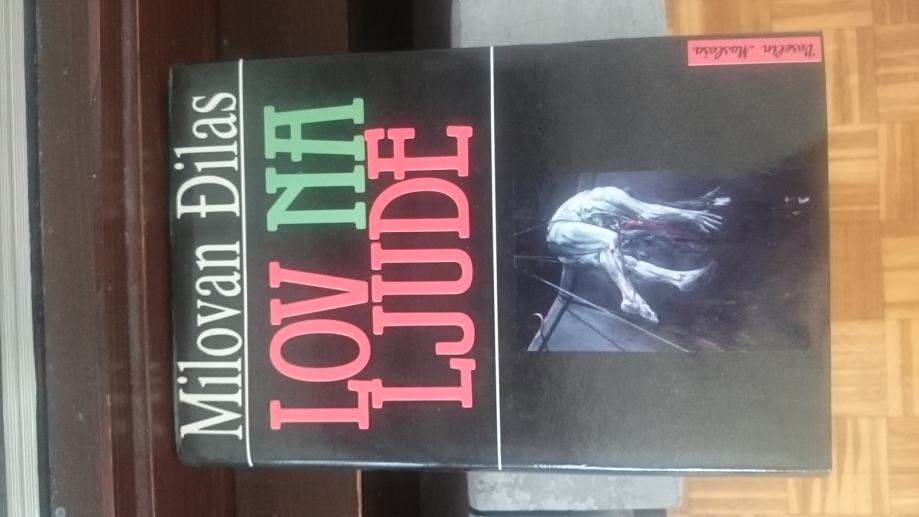 Milovan Đilas
LOV NA
LJUDE
Veselin Masleša